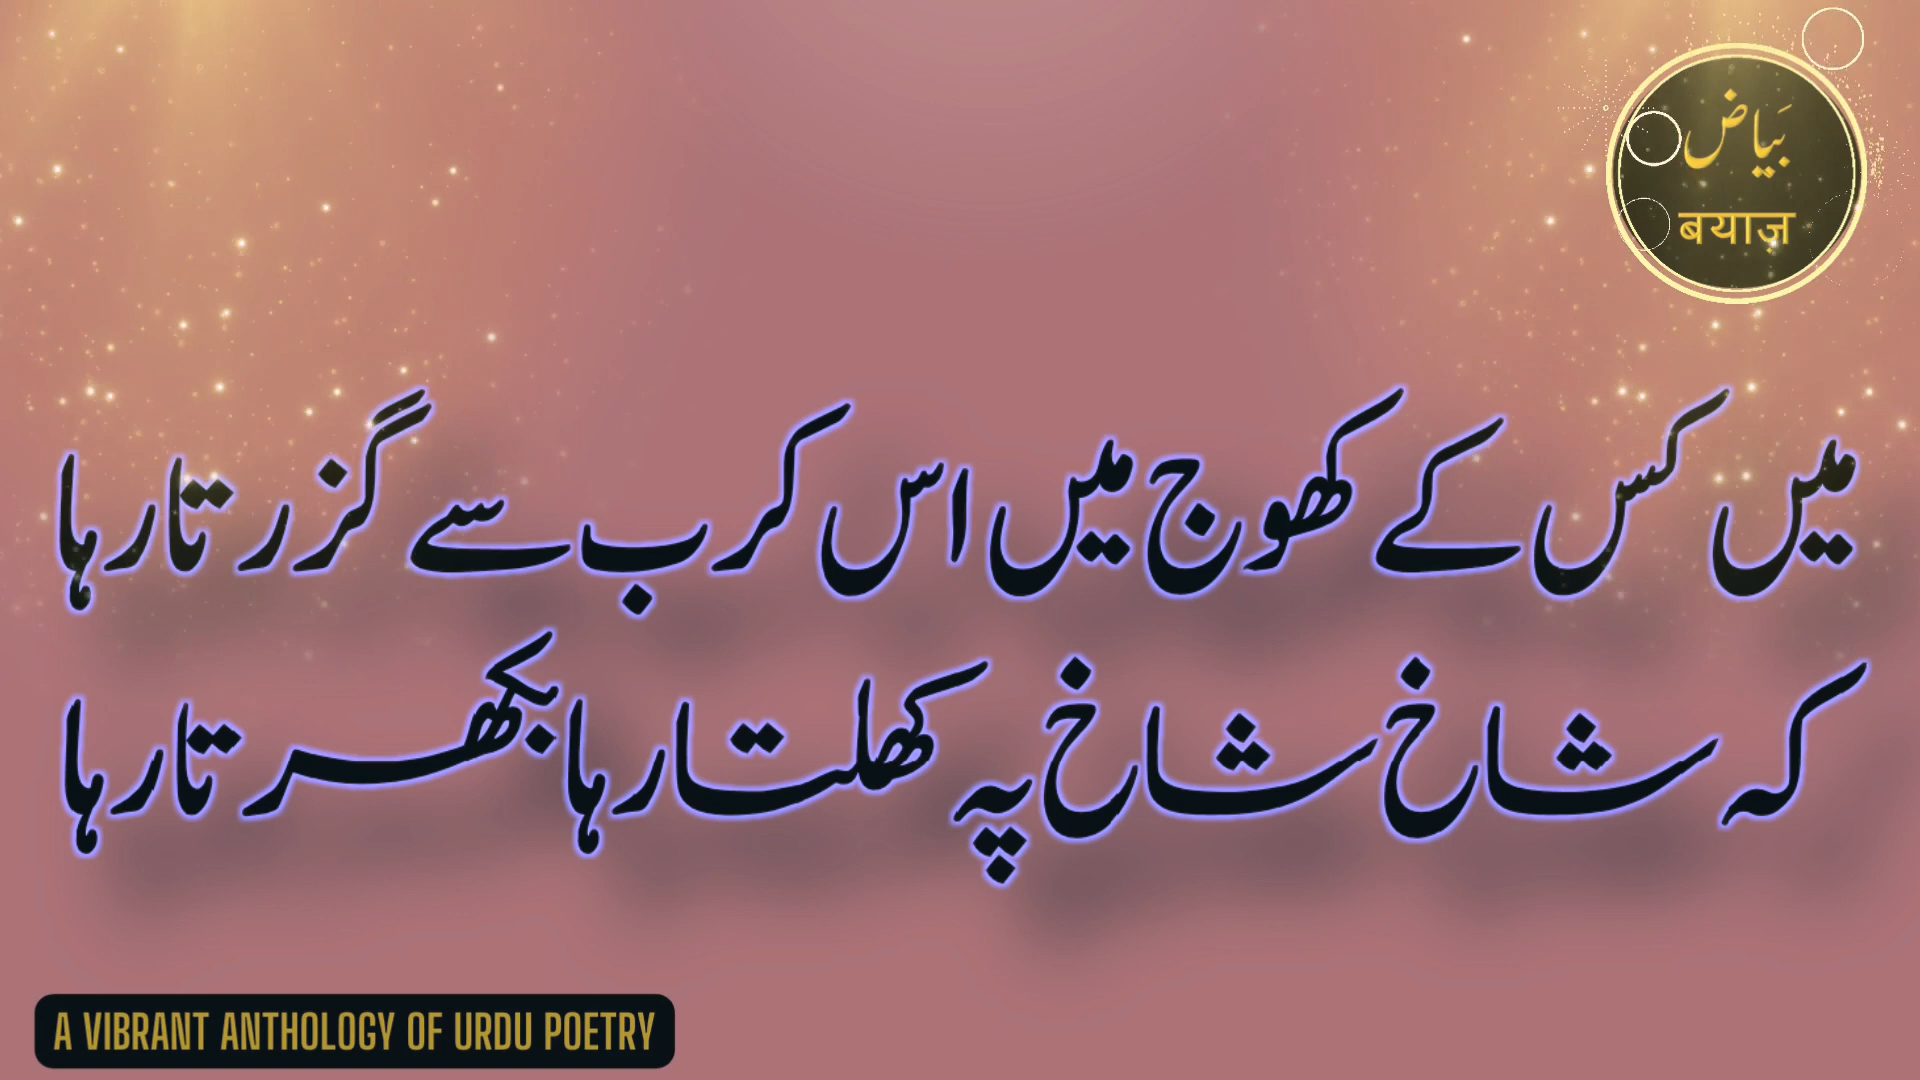 بَیاض
बयाज़
میں کس کے کھوج میں اس کرب سے گزرتا رہا
کہ شاخ شاخ پہ کھلتا رہا بکھرتا رہا
A VIBRANT ANTHOLOGY OF URDU POETRY